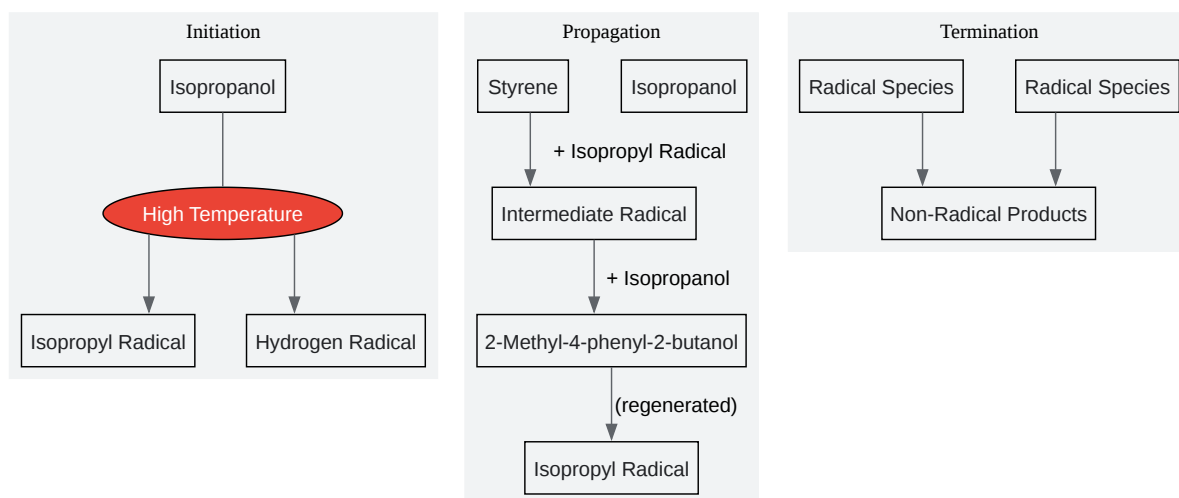 Initiation
Isopropanol
High Temperature
Isopropyl Radical
Hydrogen Radical
Propagation
Styrene
Isopropanol
+ Isopropyl Radical
Intermediate Radical
+ Isopropanol
2-Methyl-4-phenyl-2-butanol
(regenerated)
Isopropyl Radical
Termination
Radical Species
Radical Species
Non-Radical Products